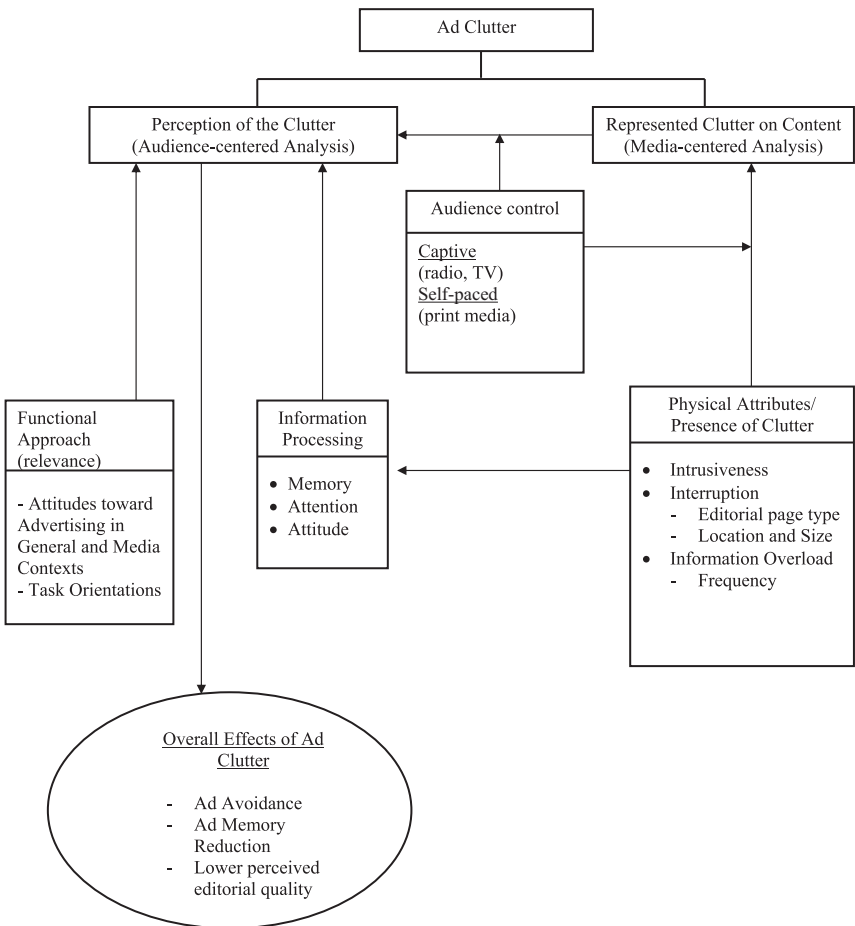 Ad Clutter
Perception of the Clutter
(Audience-centered Analysis)
Represented Clutter on Content
(Media-centered Analysis)
Audience control
Captive
(radio, TV)
Self-paced
(print media)
Functional
Approach
(relevance)
- Attitudes toward
Advertising in
General and Media
Contexts
- Task Orientations
Information
Processing
• Memory
• Attention
• Attitude
Physical Attributes/
Presence of Clutter
• Intrusiveness
• Interruption
- Editorial page type
- Location and Size
• Information Overload
- Frequency
Overall Effects of Ad
Clutter
- Ad Avoidance
- Ad Memory
Reduction
- Lower perceived
editorial quality